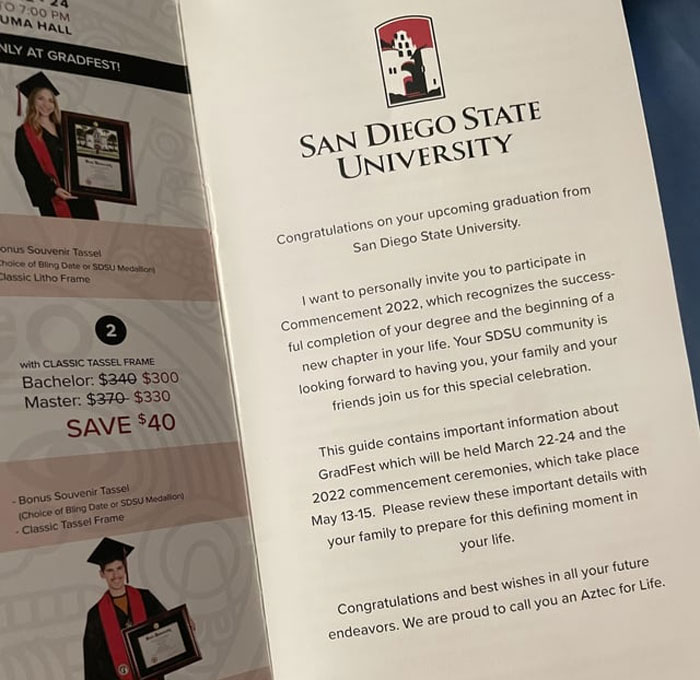 - 24
TO 7:00 PM
UMA HALL
NLY AT GRADFEST!
onus Souvenir Tassel
Choice of Bling Date or SDSU Medallion)
Classic Litho Frame
2
with CLASSIC TASSEL FRAME
Bachelor: $340 $300
Master: $370 $330
SAVE $40
- Bonus Souvenir Tassel
(Choice of Bling Date or SDSU Medallion)
- Classic Tassel Frame
SAN DIEGO STATE
UNIVERSITY
Congratulations on your upcoming graduation from
San Diego State University.
I want to personally invite you to participate in
Commencement 2022, which recognizes the success-
ful completion of your degree and the beginning of a
new chapter in your life. Your SDSU community is
looking forward to having you, your family and your
friends join us for this special celebration.
This guide contains important information about
GradFest which will be held March 22-24 and the
2022 commencement ceremonies, which take place
May 13-15. Please review these important details with
your family to prepare for this defining moment in
your life.
Congratulations and best wishes in all your future
endeavors. We are proud to call you an Aztec for Life.